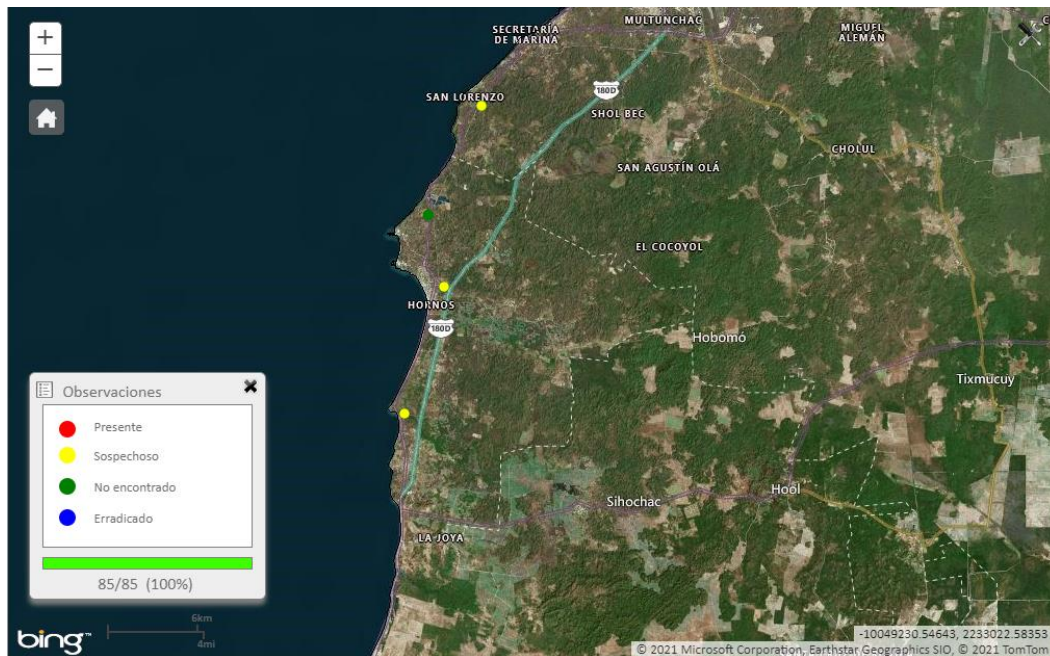 +
−
SECRETARÍA
DE MARINA
MULTUNCHAC
MIGUEL
ALEMÁN
C
SAN LORENZO
180D
SHOL BEC
CHOLUL
SAN AGUSTÍN OLÁ
EL COCOYOL
HORNOS
180D
Hobomó
Tixmucuy
Observaciones
Presente
Sospechoso
No encontrado
Erradicado
85/85 (100%)
Sihochac
Hool
LA JOYA
6km
4mi
bing™
-10049230.54643, 2233022.58353
© 2021 Microsoft Corporation, Earthstar Geographics SIO, © 2021 TomTom